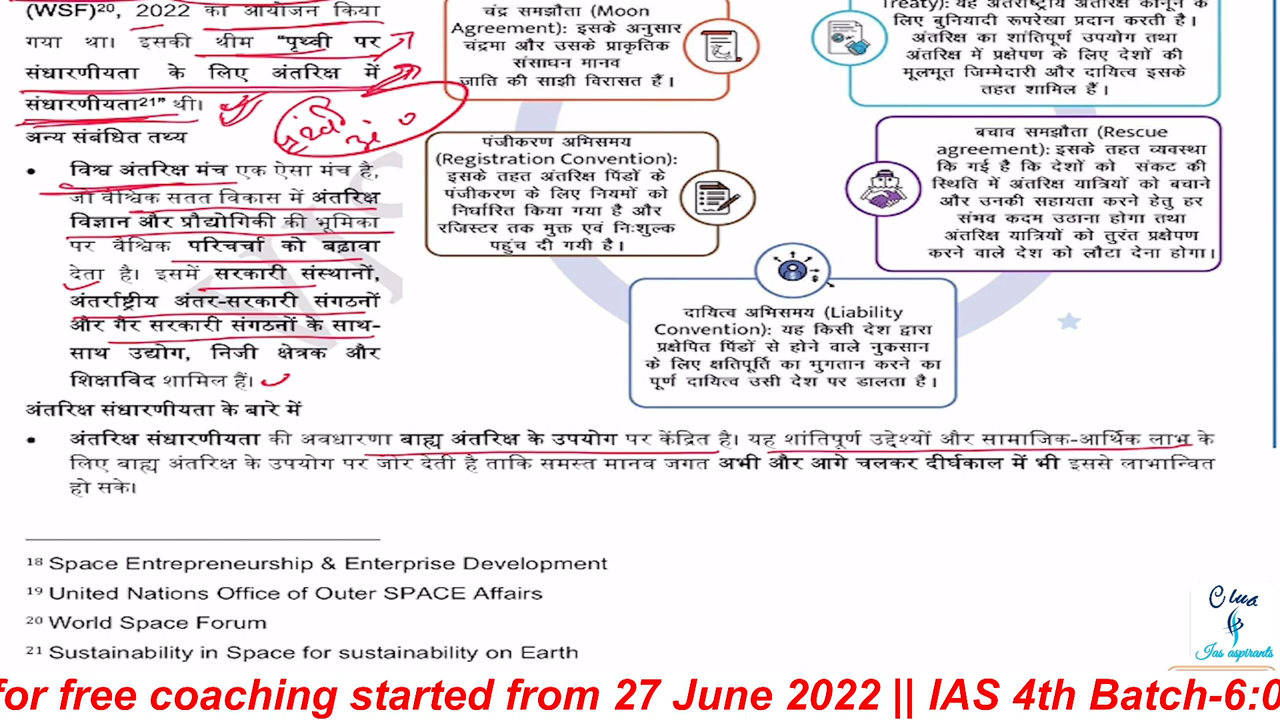 (WSF)²⁰, 2022 का आयोजन किया
गया था। इसकी थीम “पृथ्वी पर
संधारणीयता के लिए अंतरिक्ष में
संधारणीयता²¹” थी।
अन्य संबंधित तथ्य
• विश्व अंतरिक्ष मंच एक ऐसा मंच है,
जो वैश्विक सतत विकास में अंतरिक्ष
विज्ञान और प्रौद्योगिकी की भूमिका
पर वैश्विक परिचर्चा को बढ़ावा
देता है। इसमें सरकारी संस्थानों,
अंतर्राष्ट्रीय अंतर-सरकारी संगठनों
और गैर सरकारी संगठनों के साथ-
साथ उद्योग, निजी क्षेत्रक और
शिक्षाविद शामिल हैं।
चंद्र समझौता (Moon
Agreement): इसके अनुसार
चंद्रमा और उसके प्राकृतिक
संसाधन मानव
जाति की साझी विरासत हैं।
Treaty): यह अंतर्राष्ट्रीय अंतरिक्ष कानून के
लिए बुनियादी रूपरेखा प्रदान करती है।
अंतरिक्ष का शांतिपूर्ण उपयोग तथा
अंतरिक्ष में प्रक्षेपण के लिए देशों की
मूलभूत जिम्मेदारी और दायित्व इसके
तहत शामिल हैं।
पंजीकरण अभिसमय
(Registration Convention):
इसके तहत अंतरिक्ष पिंडों के
पंजीकरण के लिए नियमों को
निर्धारित किया गया है और
रजिस्टर तक मुक्त एवं निःशुल्क
पहुंच दी गयी है।
बचाव समझौता (Rescue
agreement): इसके तहत व्यवस्था
कि गई है कि देशों को संकट की
स्थिति में अंतरिक्ष यात्रियों को बचाने
और उनकी सहायता करने हेतु हर
संभव कदम उठाना होगा तथा
अंतरिक्ष यात्रियों को तुरंत प्रक्षेपण
करने वाले देश को लौटा देना होगा।
दायित्व अभिसमय (Liability
Convention): यह किसी देश द्वारा
प्रक्षेपित पिंडों से होने वाले नुकसान
के लिए क्षतिपूर्ति का भुगतान करने का
पूर्ण दायित्व उसी देश पर डालता है।
अंतरिक्ष संधारणीयता के बारे में
• अंतरिक्ष संधारणीयता की अवधारणा बाह्य अंतरिक्ष के उपयोग पर केंद्रित है। यह शांतिपूर्ण उद्देश्यों और सामाजिक-आर्थिक लाभ के
लिए बाह्य अंतरिक्ष के उपयोग पर जोर देती है ताकि समस्त मानव जगत अभी और आगे चलकर दीर्घकाल में भी इससे लाभान्वित
हो सके।
¹⁸ Space Entrepreneurship & Enterprise Development
¹⁹ United Nations Office of Outer SPACE Affairs
²⁰ World Space Forum
²¹ Sustainability in Space for sustainability on Earth
Clua
Ias aspirants
for free coaching started from 27 June 2022 || IAS 4th Batch-6:0